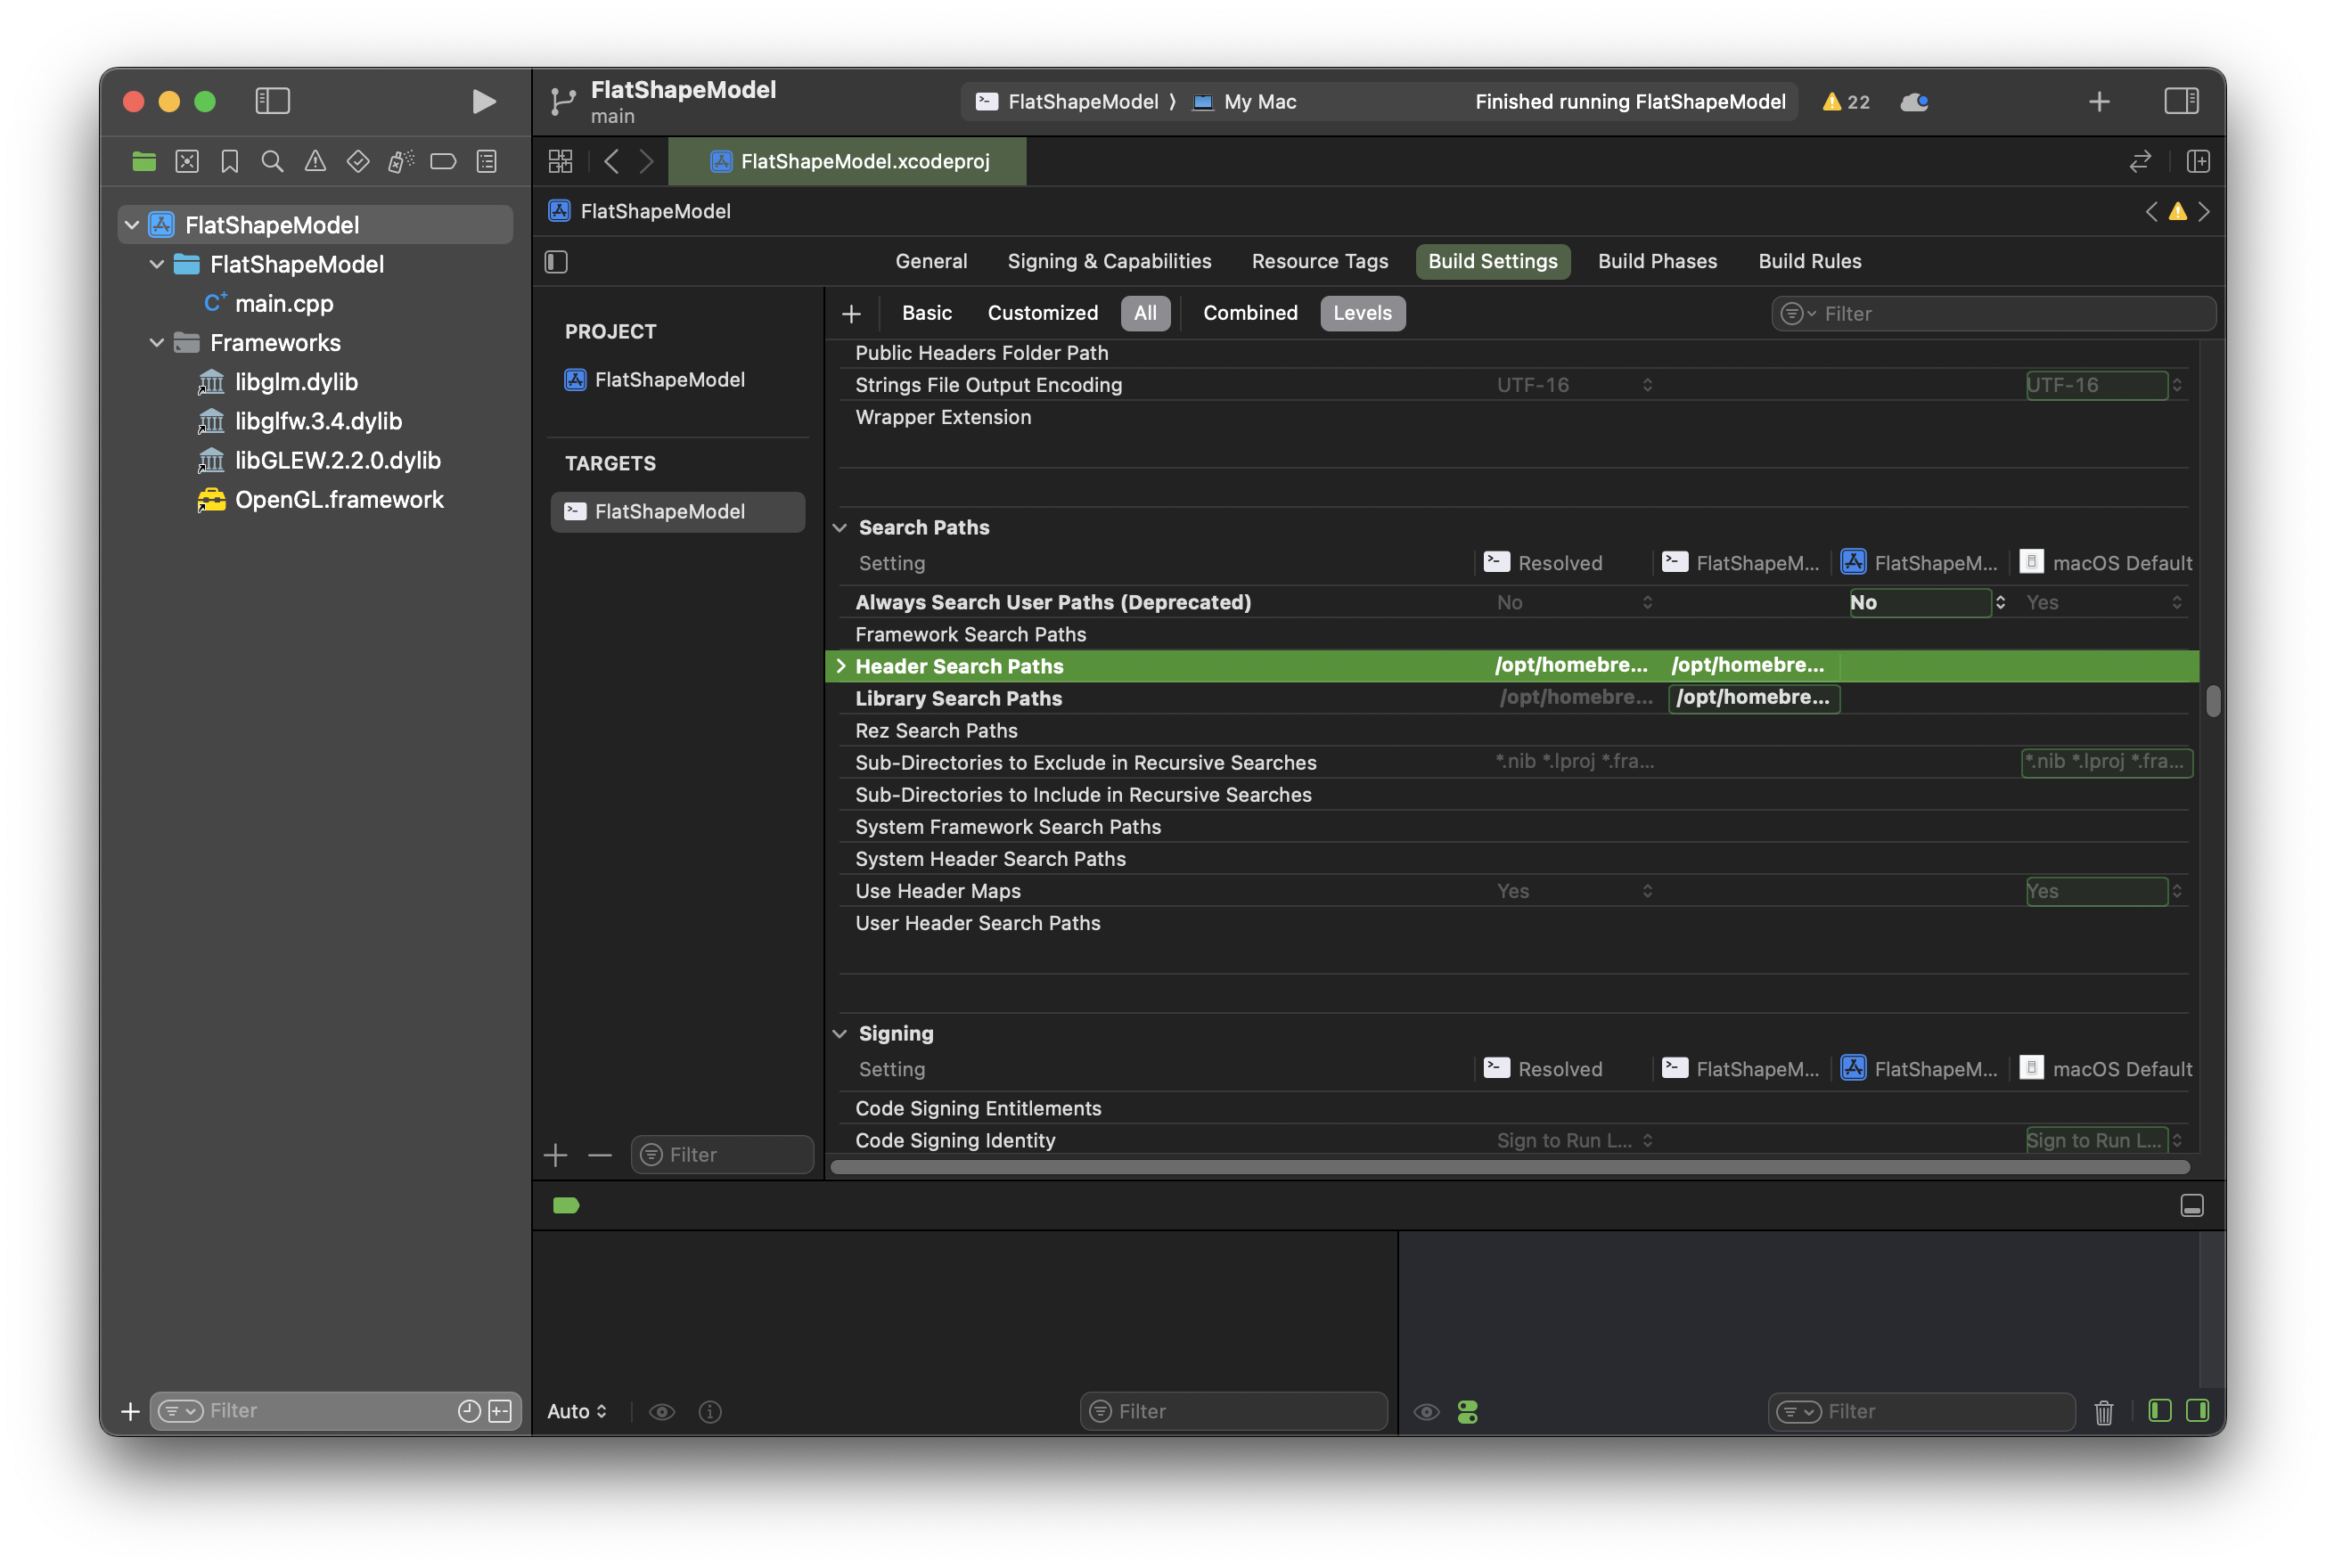 FlatShapeModel
main
FlatShapeModel ⟩ My Mac
Finished running FlatShapeModel
22
FlatShapeModel.xcodeproj
FlatShapeModel
FlatShapeModel
FlatShapeModel
main.cpp
Frameworks
libglm.dylib
libglfw.3.4.dylib
libGLEW.2.2.0.dylib
OpenGL.framework
Filter
General Signing & Capabilities Resource Tags Build Settings Build Phases Build Rules
PROJECT
FlatShapeModel
TARGETS
FlatShapeModel
Filter
Basic Customized All Combined Levels Filter
Public Headers Folder Path
Strings File Output Encoding UTF-16 UTF-16
Wrapper Extension
Search Paths
Setting Resolved FlatShapeM... FlatShapeM... macOS Default
Always Search User Paths (Deprecated) No No Yes
Framework Search Paths
Header Search Paths /opt/homebre... /opt/homebre...
Library Search Paths /opt/homebre... /opt/homebre...
Rez Search Paths
Sub-Directories to Exclude in Recursive Searches *.nib *.lproj *.fra... *.nib *.lproj *.fra...
Sub-Directories to Include in Recursive Searches
System Framework Search Paths
System Header Search Paths
Use Header Maps Yes Yes
User Header Search Paths
Signing
Setting Resolved FlatShapeM... FlatShapeM... macOS Default
Code Signing Entitlements
Code Signing Identity Sign to Run L... Sign to Run L...
Auto Filter
Filter